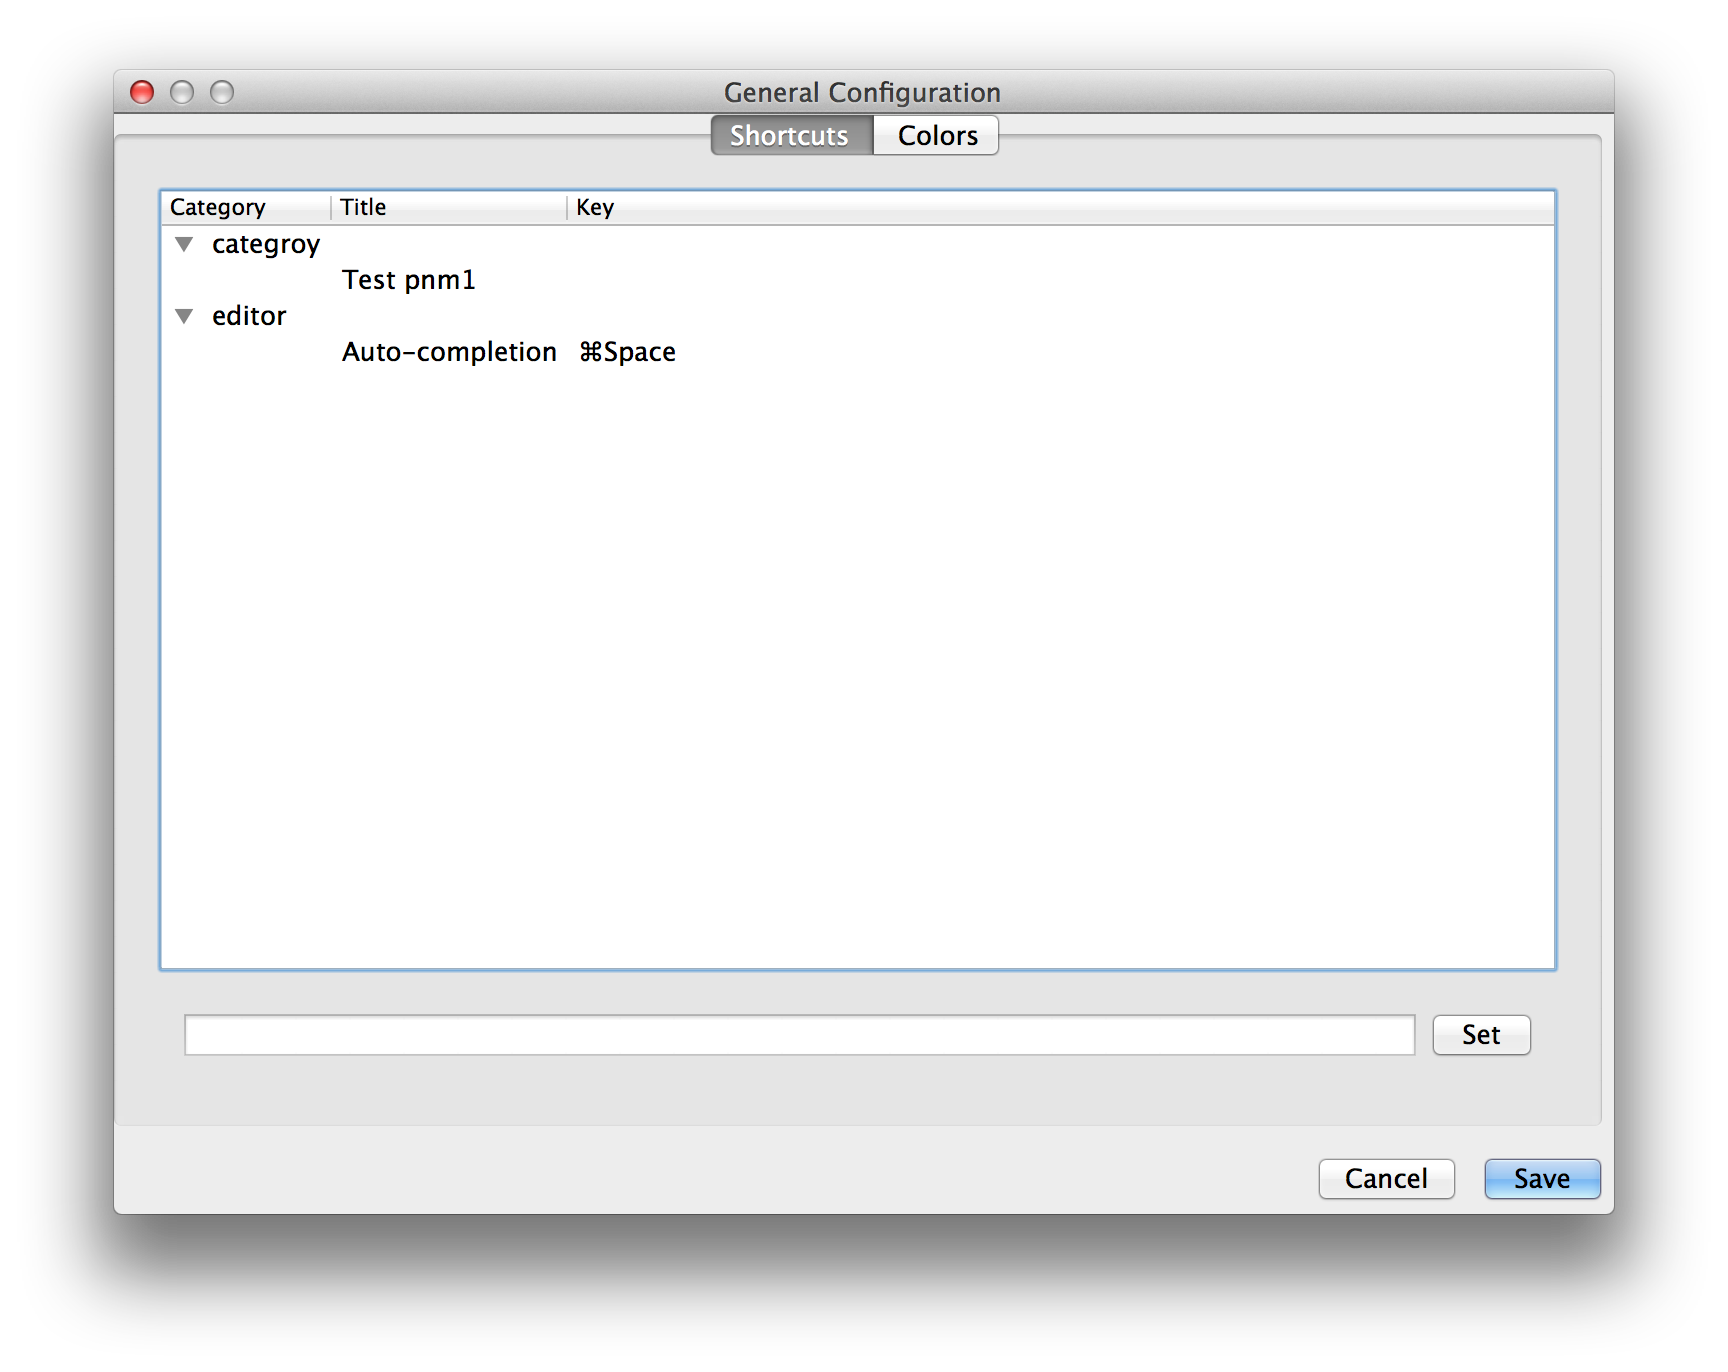 General Configuration
Shortcuts Colors
Category Title Key
categroy
Test pnm1
editor
Auto-completion ⌘Space
Set
Cancel Save